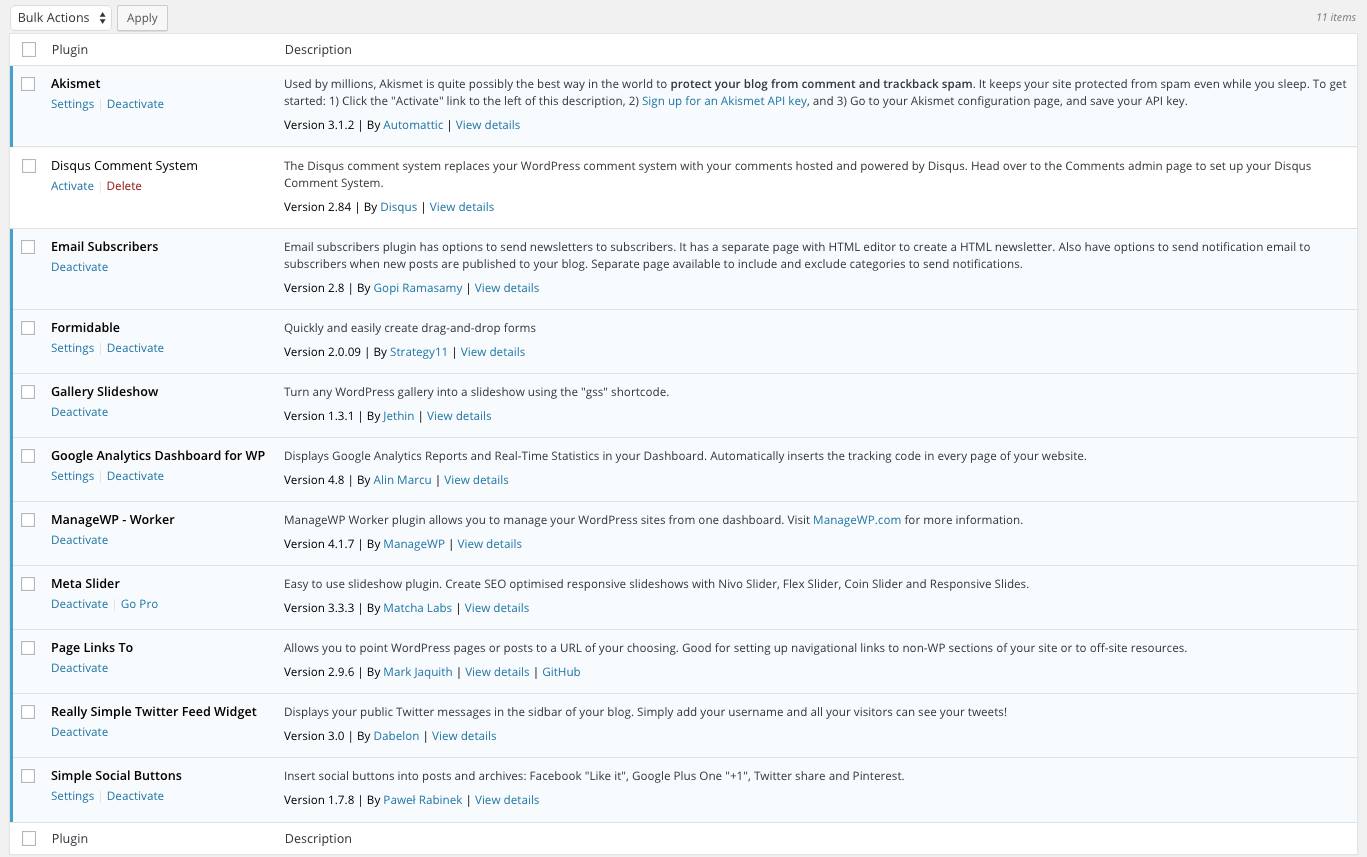 Bulk Actions Apply 11 items
Plugin Description
Akismet
Settings | Deactivate
Used by millions, Akismet is quite possibly the best way in the world to protect your blog from comment and trackback spam. It keeps your site protected from spam even while you sleep. To get
started: 1) Click the "Activate" link to the left of this description, 2) Sign up for an Akismet API key, and 3) Go to your Akismet configuration page, and save your API key.
Version 3.1.2 | By Automattic | View details
Disqus Comment System
Activate | Delete
The Disqus comment system replaces your WordPress comment system with your comments hosted and powered by Disqus. Head over to the Comments admin page to set up your Disqus
Comment System.
Version 2.84 | By Disqus | View details
Email Subscribers
Deactivate
Email subscribers plugin has options to send newsletters to subscribers. It has a separate page with HTML editor to create a HTML newsletter. Also have options to send notification email to
subscribers when new posts are published to your blog. Separate page available to include and exclude categories to send notifications.
Version 2.8 | By Gopi Ramasamy | View details
Formidable
Settings | Deactivate
Quickly and easily create drag-and-drop forms
Version 2.0.09 | By Strategy11 | View details
Gallery Slideshow
Deactivate
Turn any WordPress gallery into a slideshow using the "gss" shortcode.
Version 1.3.1 | By Jethin | View details
Google Analytics Dashboard for WP
Settings | Deactivate
Displays Google Analytics Reports and Real-Time Statistics in your Dashboard. Automatically inserts the tracking code in every page of your website.
Version 4.8 | By Alin Marcu | View details
ManageWP - Worker
Deactivate
ManageWP Worker plugin allows you to manage your WordPress sites from one dashboard. Visit ManageWP.com for more information.
Version 4.1.7 | By ManageWP | View details
Meta Slider
Deactivate | Go Pro
Easy to use slideshow plugin. Create SEO optimised responsive slideshows with Nivo Slider, Flex Slider, Coin Slider and Responsive Slides.
Version 3.3.3 | By Matcha Labs | View details
Page Links To
Deactivate
Allows you to point WordPress pages or posts to a URL of your choosing. Good for setting up navigational links to non-WP sections of your site or to off-site resources.
Version 2.9.6 | By Mark Jaquith | View details | GitHub
Really Simple Twitter Feed Widget
Deactivate
Displays your public Twitter messages in the sidbar of your blog. Simply add your username and all your visitors can see your tweets!
Version 3.0 | By Dabelon | View details
Simple Social Buttons
Settings | Deactivate
Insert social buttons into posts and archives: Facebook "Like it", Google Plus One "+1", Twitter share and Pinterest.
Version 1.7.8 | By Paweł Rabinek | View details
Plugin Description